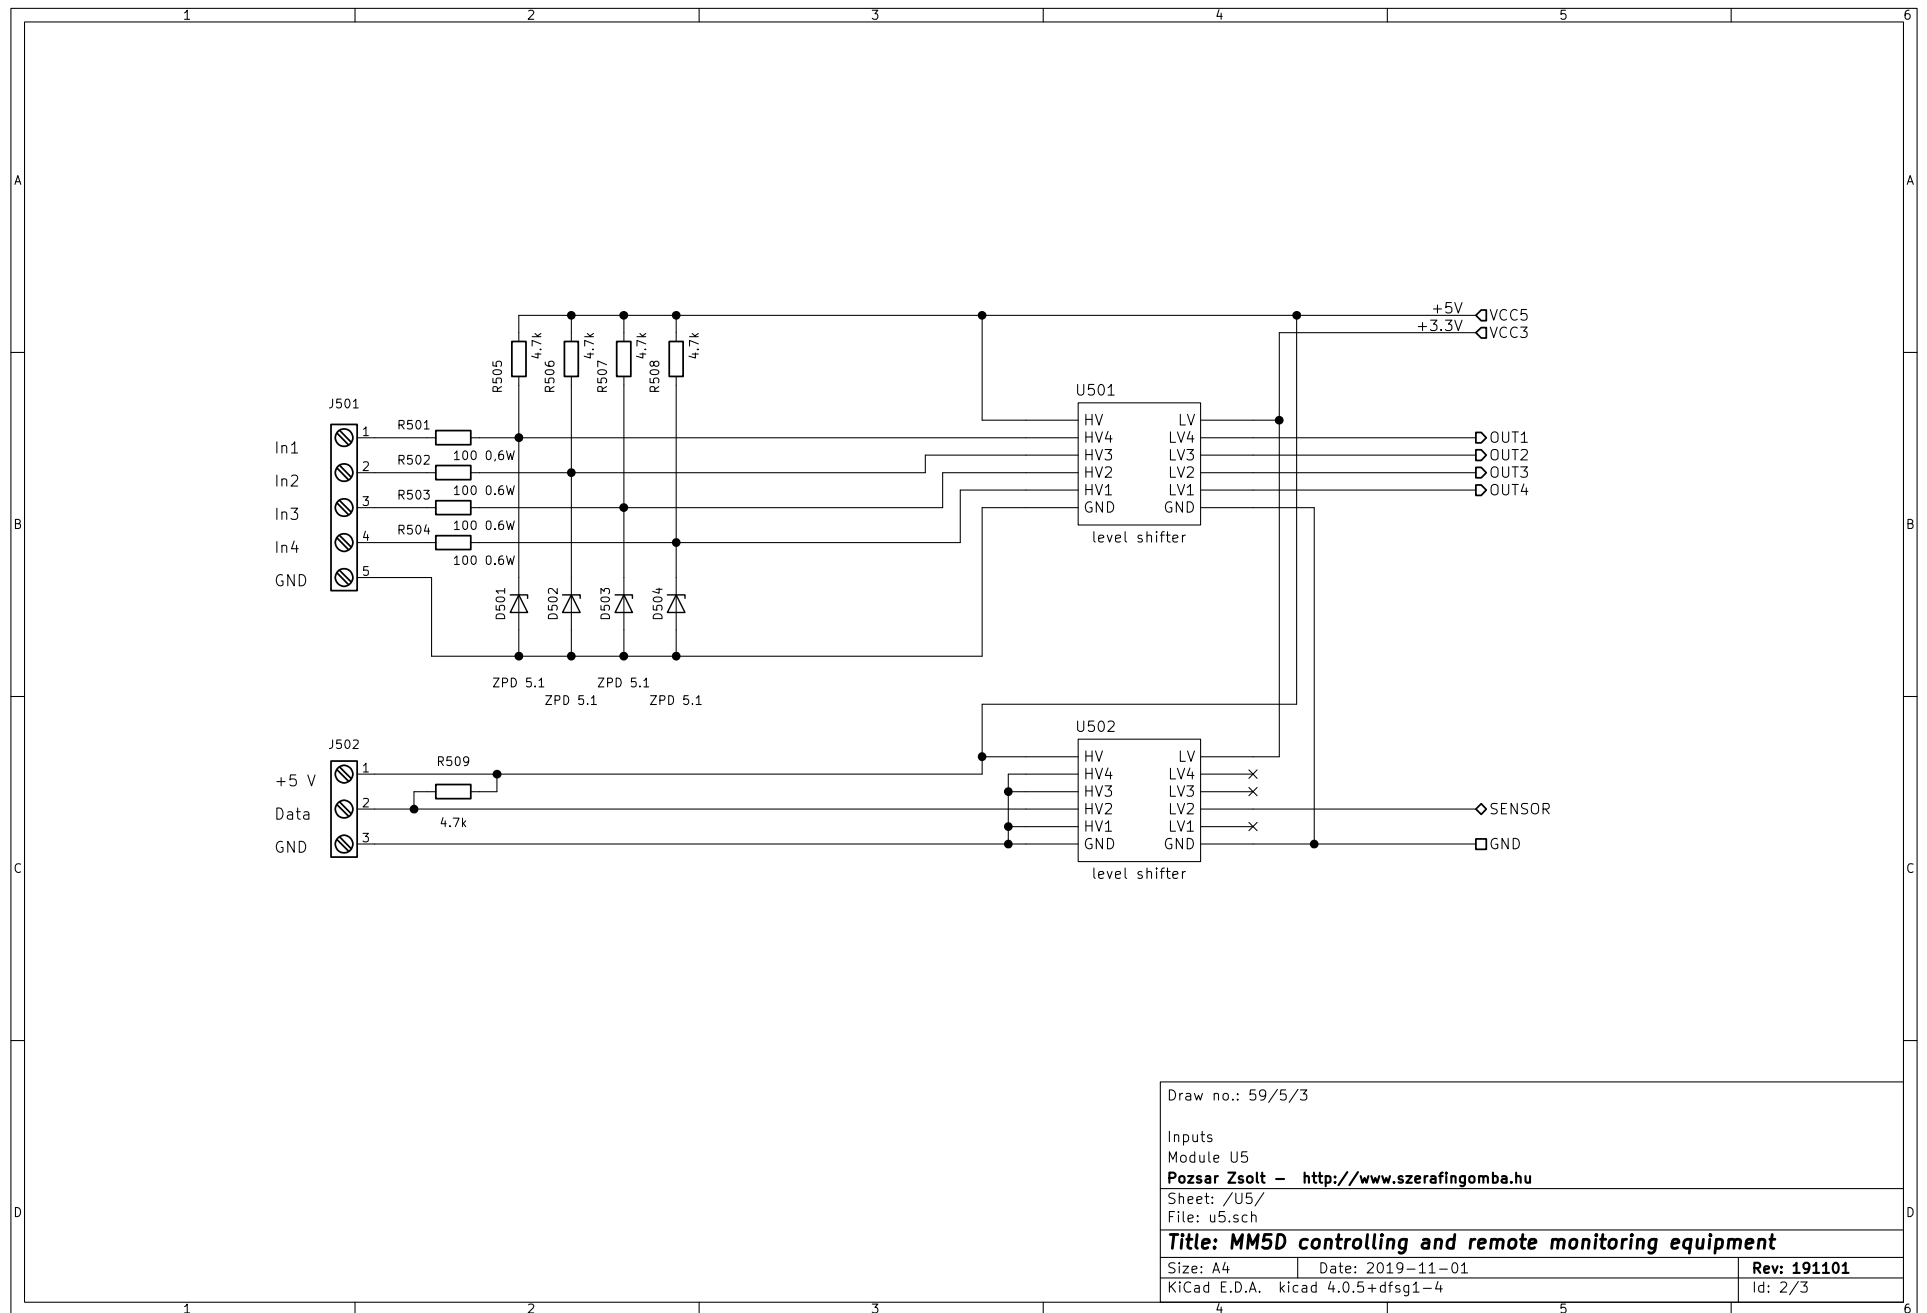 1 2 3 4 5 6
A A
B B
C C
D D
1 2 3 4 5 6
+5V
VCC5
+3.3V
VCC3
R505
4.7k
R506
4.7k
R507
4.7k
R508
4.7k
J501
In1
In2
In3
In4
GND
1
2
3
4
5
R501
100 0,6W
R502
100 0.6W
R503
100 0.6W
R504
100 0.6W
D501
D502
D503
D504
ZPD 5.1
ZPD 5.1
ZPD 5.1
ZPD 5.1
U501
HV LV
HV4 LV4
HV3 LV3
HV2 LV2
HV1 LV1
GND GND
level shifter
OUT1
OUT2
OUT3
OUT4
J502
+5 V
Data
GND
1
2
3
R509
4.7k
U502
HV LV
HV4 LV4
HV3 LV3
HV2 LV2
HV1 LV1
GND GND
level shifter
SENSOR
GND
Draw no.: 59/5/3
Inputs
Module U5
Pozsar Zsolt – http://www.szerafingomba.hu
Sheet: /U5/
File: u5.sch
Title: MM5D controlling and remote monitoring equipment
Size: A4 Date: 2019-11-01 Rev: 191101
KiCad E.D.A. kicad 4.0.5+dfsg1-4 Id: 2/3